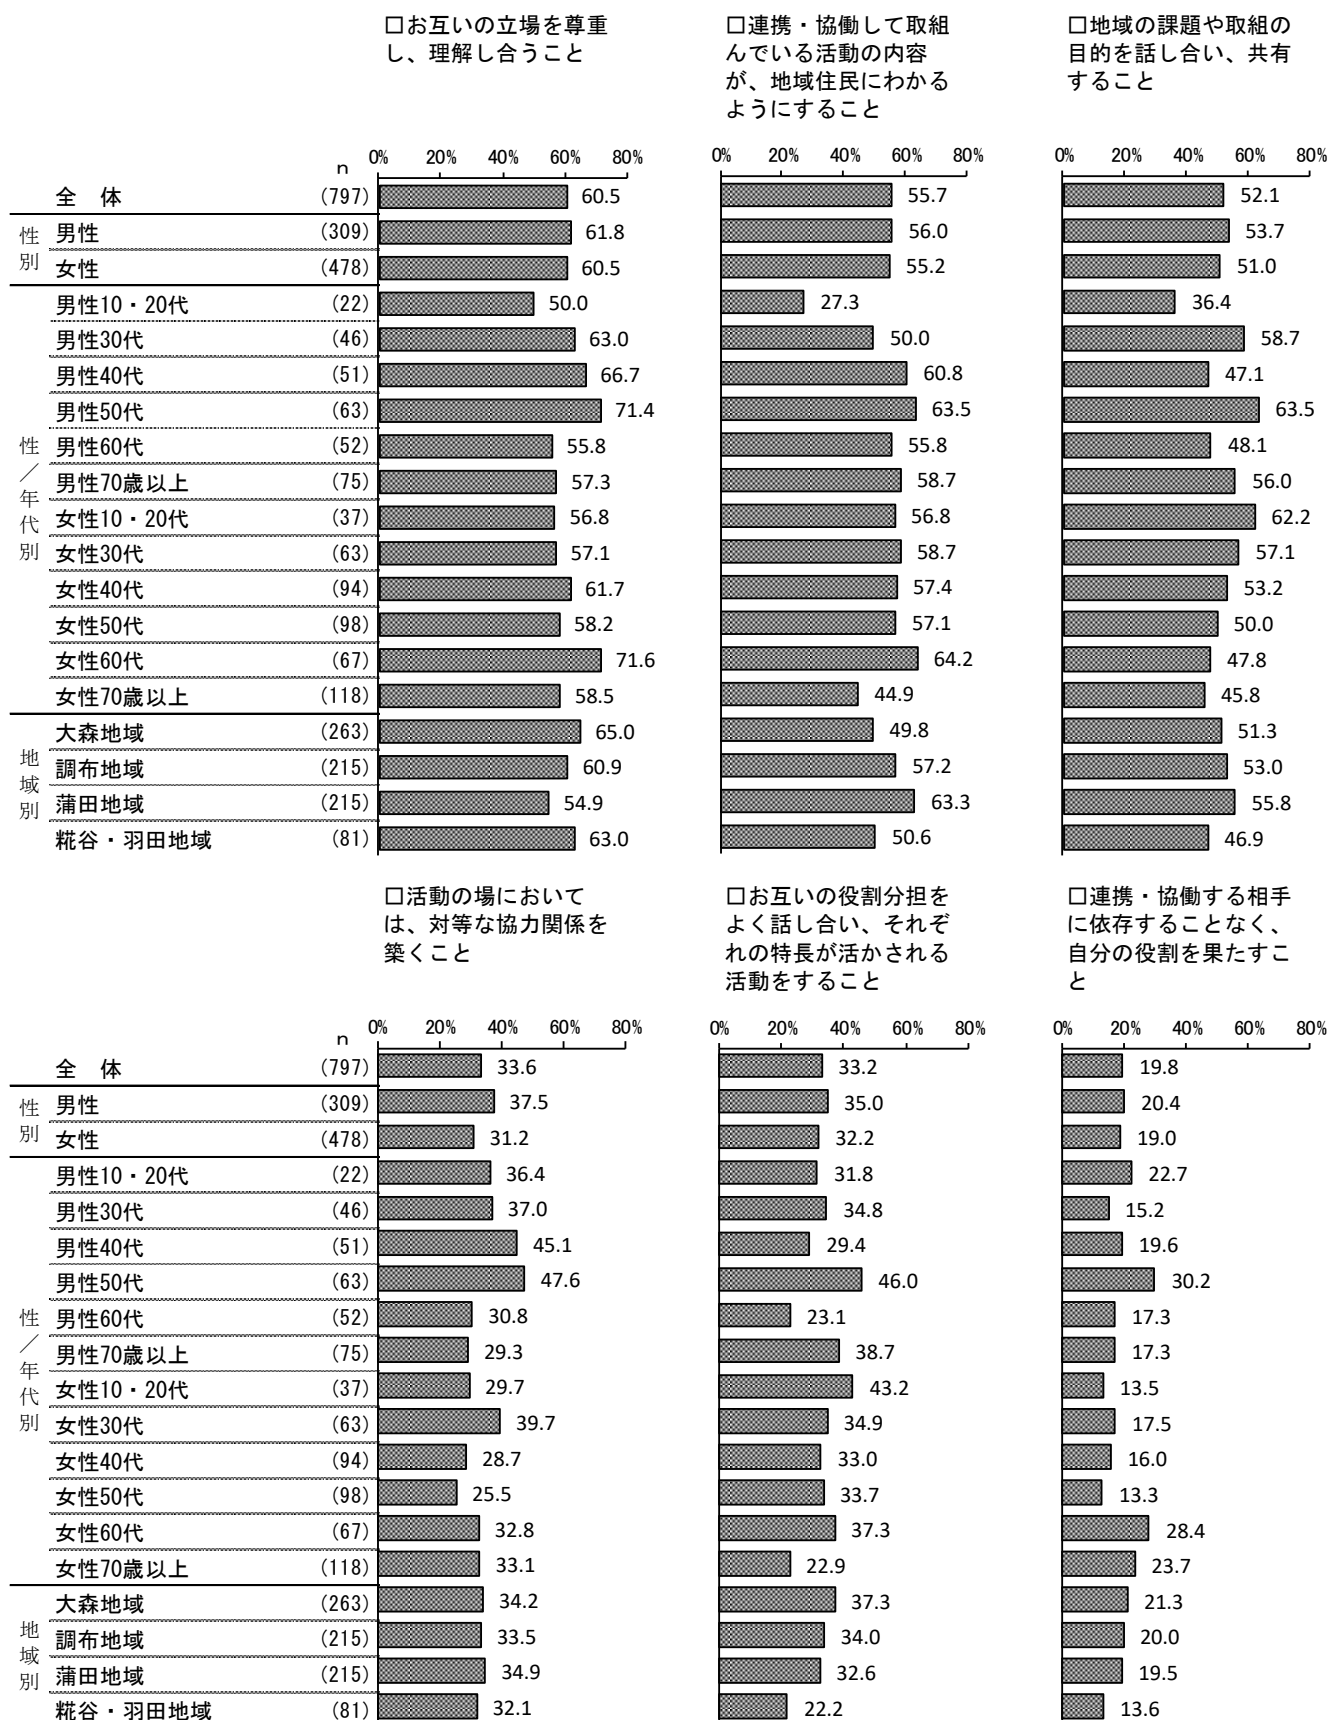 □お互いの立場を尊重
し、理解し合うこと
□連携・協働して取組
んでいる活動の内容
が、地域住民にわかる
ようにすること
□地域の課題や取組の
目的を話し合い、共有
すること
n 0% 20% 40% 60% 80% 0% 20% 40% 60% 80% 0% 20% 40% 60% 80%
全　体 (797) 60.5 55.7 52.1
性別
男性 (309) 61.8 56.0 53.7
女性 (478) 60.5 55.2 51.0
性／年代別
男性10・20代 (22) 50.0 27.3 36.4
男性30代 (46) 63.0 50.0 58.7
男性40代 (51) 66.7 60.8 47.1
男性50代 (63) 71.4 63.5 63.5
男性60代 (52) 55.8 55.8 48.1
男性70歳以上 (75) 57.3 58.7 56.0
女性10・20代 (37) 56.8 56.8 62.2
女性30代 (63) 57.1 58.7 57.1
女性40代 (94) 61.7 57.4 53.2
女性50代 (98) 58.2 57.1 50.0
女性60代 (67) 71.6 64.2 47.8
女性70歳以上 (118) 58.5 44.9 45.8
地域別
大森地域 (263) 65.0 49.8 51.3
調布地域 (215) 60.9 57.2 53.0
蒲田地域 (215) 54.9 63.3 55.8
糀谷・羽田地域 (81) 63.0 50.6 46.9
□活動の場において
は、対等な協力関係を
築くこと
□お互いの役割分担を
よく話し合い、それぞ
れの特長が活かされる
活動をすること
□連携・協働する相手
に依存することなく、
自分の役割を果たすこ
と
n 0% 20% 40% 60% 80% 0% 20% 40% 60% 80% 0% 20% 40% 60% 80%
全　体 (797) 33.6 33.2 19.8
性別
男性 (309) 37.5 35.0 20.4
女性 (478) 31.2 32.2 19.0
性／年代別
男性10・20代 (22) 36.4 31.8 22.7
男性30代 (46) 37.0 34.8 15.2
男性40代 (51) 45.1 29.4 19.6
男性50代 (63) 47.6 46.0 30.2
男性60代 (52) 30.8 23.1 17.3
男性70歳以上 (75) 29.3 38.7 17.3
女性10・20代 (37) 29.7 43.2 13.5
女性30代 (63) 39.7 34.9 17.5
女性40代 (94) 28.7 33.0 16.0
女性50代 (98) 25.5 33.7 13.3
女性60代 (67) 32.8 37.3 28.4
女性70歳以上 (118) 33.1 22.9 23.7
地域別
大森地域 (263) 34.2 37.3 21.3
調布地域 (215) 33.5 34.0 20.0
蒲田地域 (215) 34.9 32.6 19.5
糀谷・羽田地域 (81) 32.1 22.2 13.6